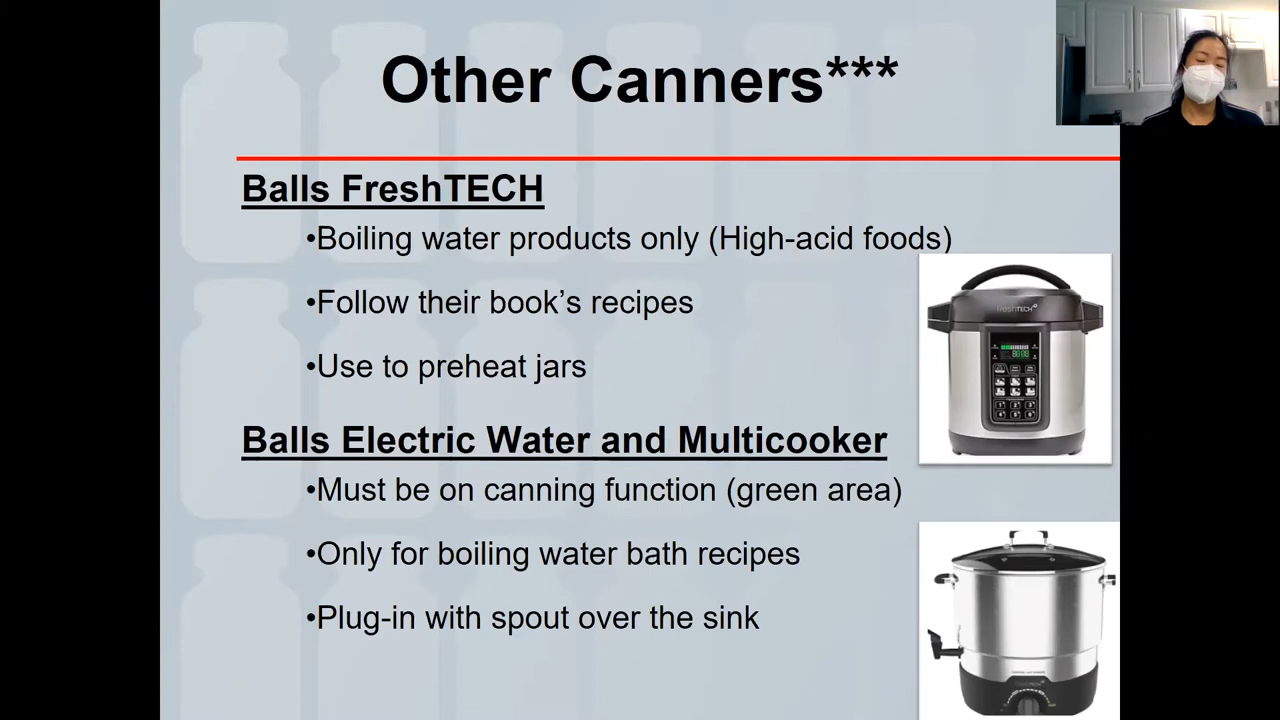 Other Canners***
Balls FreshTECH
•Boiling water products only (High-acid foods)
•Follow their book's recipes
•Use to preheat jars
freshTECH
Balls Electric Water and Multicooker
•Must be on canning function (green area)
•Only for boiling water bath recipes
•Plug-in with spout over the sink